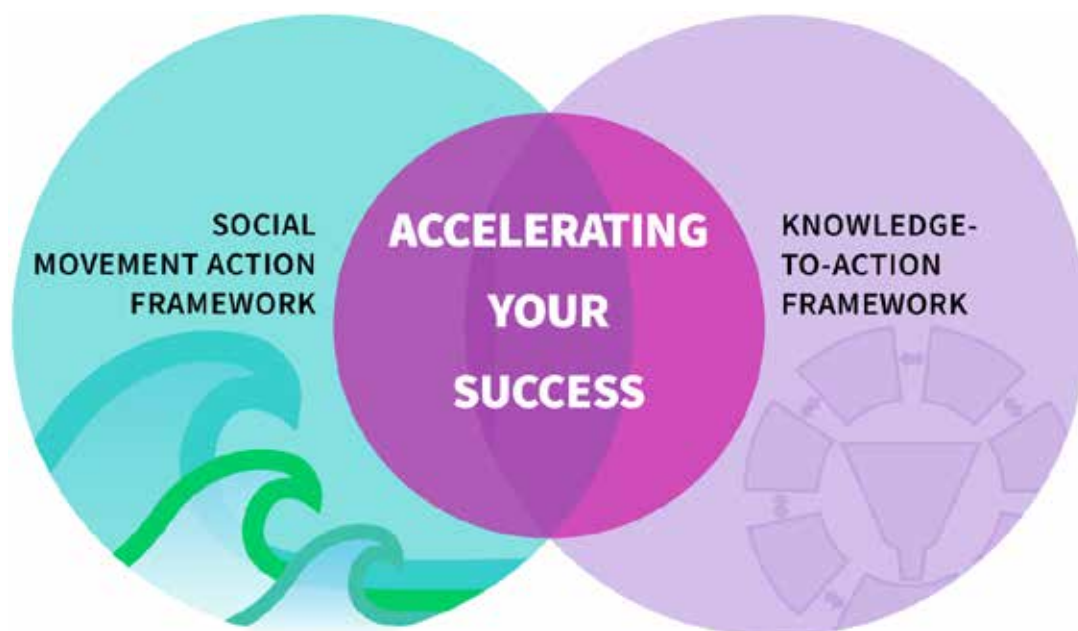 SOCIAL
MOVEMENT ACTION
FRAMEWORK
ACCELERATING
YOUR
SUCCESS
KNOWLEDGE-
TO-ACTION
FRAMEWORK